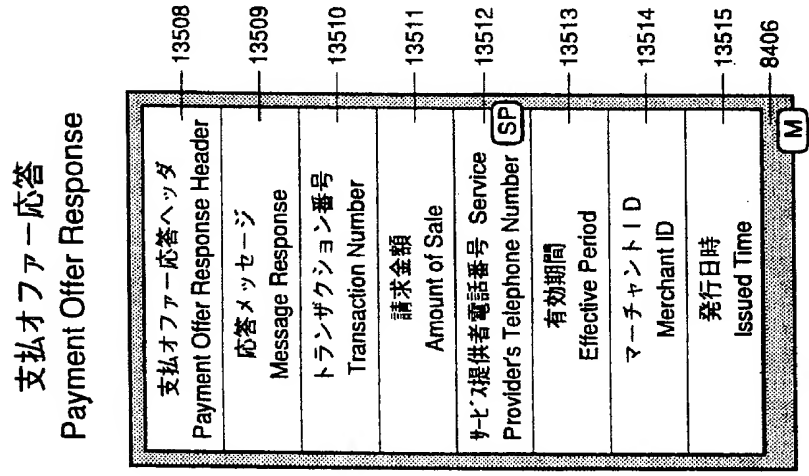 支払オファー応答
Payment Offer Response
支払オファー応答ヘッダ
Payment Offer Response Header
13508
応答メッセージ
Message Response
13509
トランザクション番号
Transaction Number
13510
請求金額
Amount of Sale
13511
サービス提供者電話番号 Service
Provider's Telephone Number
SP
13512
有効期間
Effective Period
13513
マーチャントID
Merchant ID
13514
発行日時
Issued Time
13515
8406
M